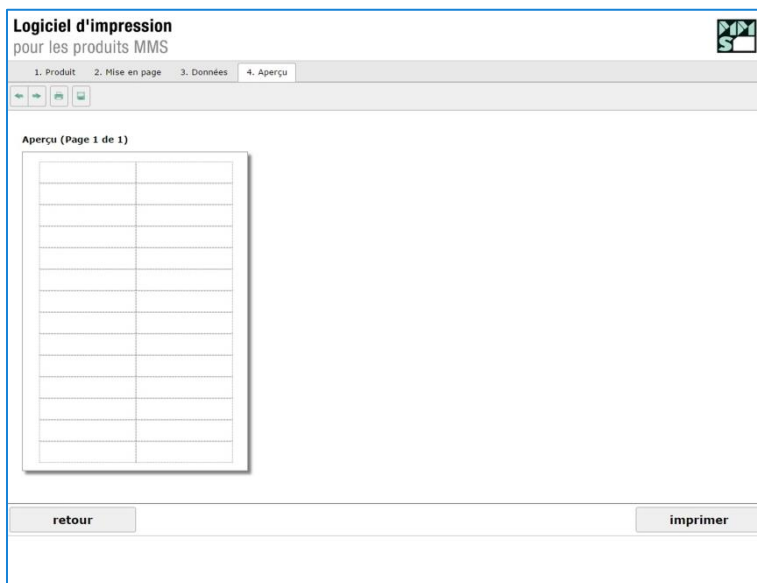 Logiciel d'impression
pour les produits MMS
MMS
1. Produit 2. Mise en page 3. Données 4. Aperçu
Aperçu (Page 1 de 1)
retour imprimer